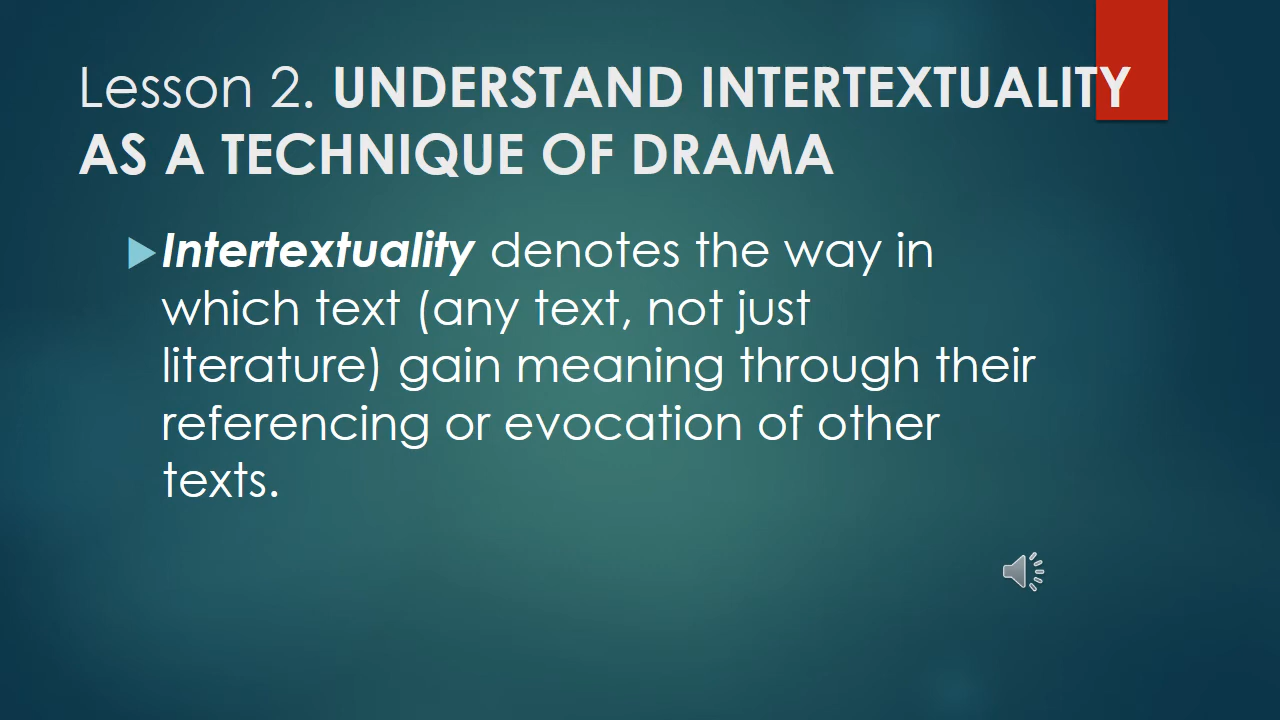 Lesson 2. UNDERSTAND INTERTEXTUALITY
AS A TECHNIQUE OF DRAMA
Intertextuality denotes the way in
which text (any text, not just
literature) gain meaning through their
referencing or evocation of other
texts.